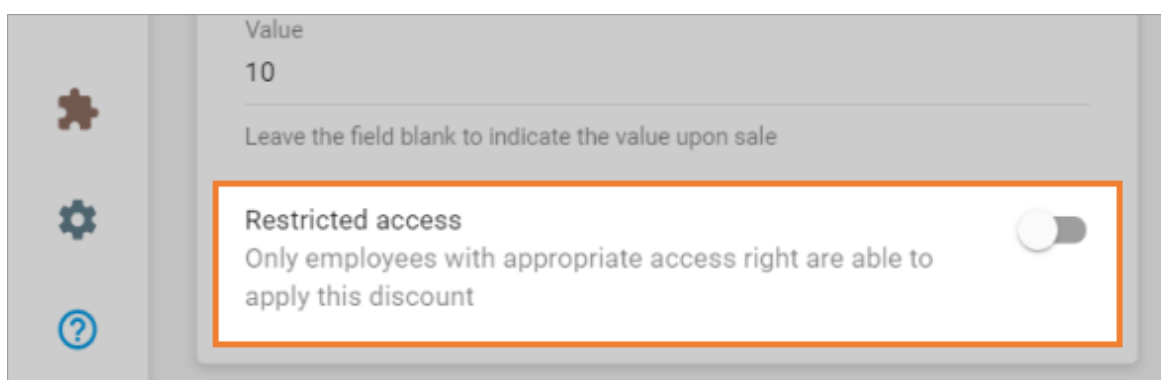 Value
10
Leave the field blank to indicate the value upon sale
Restricted access
Only employees with appropriate access right are able to
apply this discount